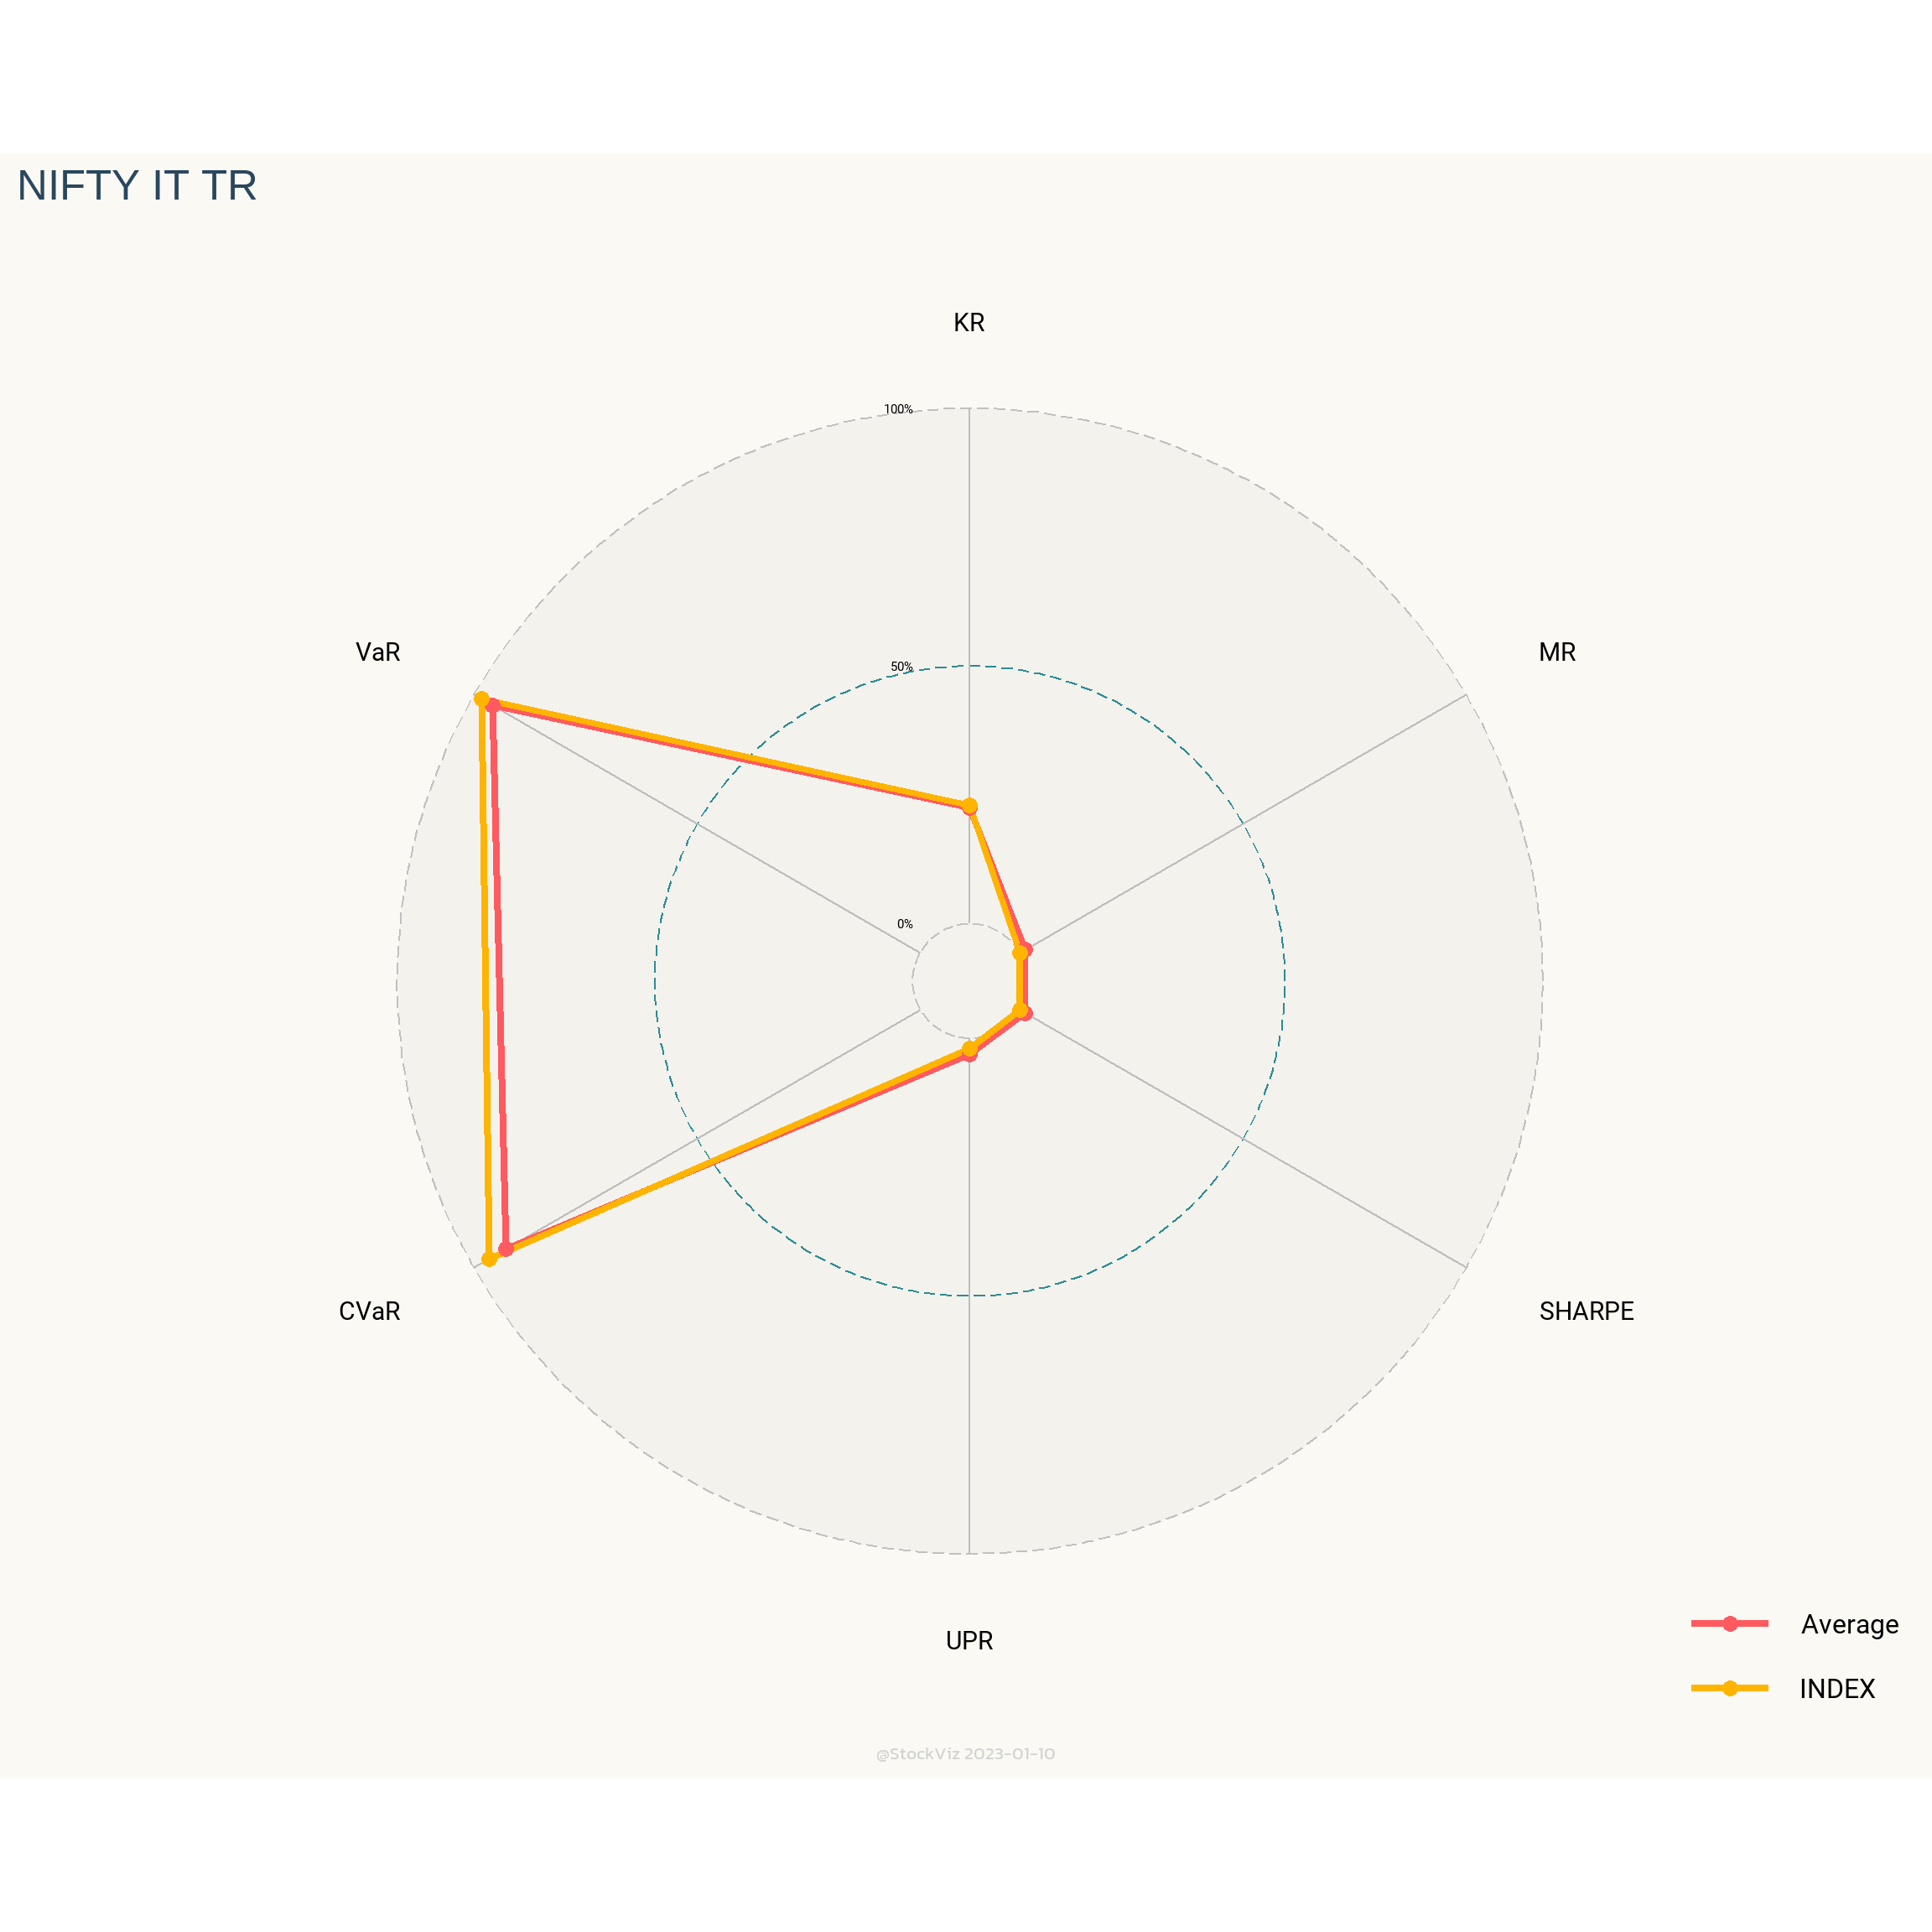 NIFTY IT TR
KR
100%
VaR
MR
50%
0%
CVaR
SHARPE
UPR
Average
INDEX
@StockViz 2023-01-10